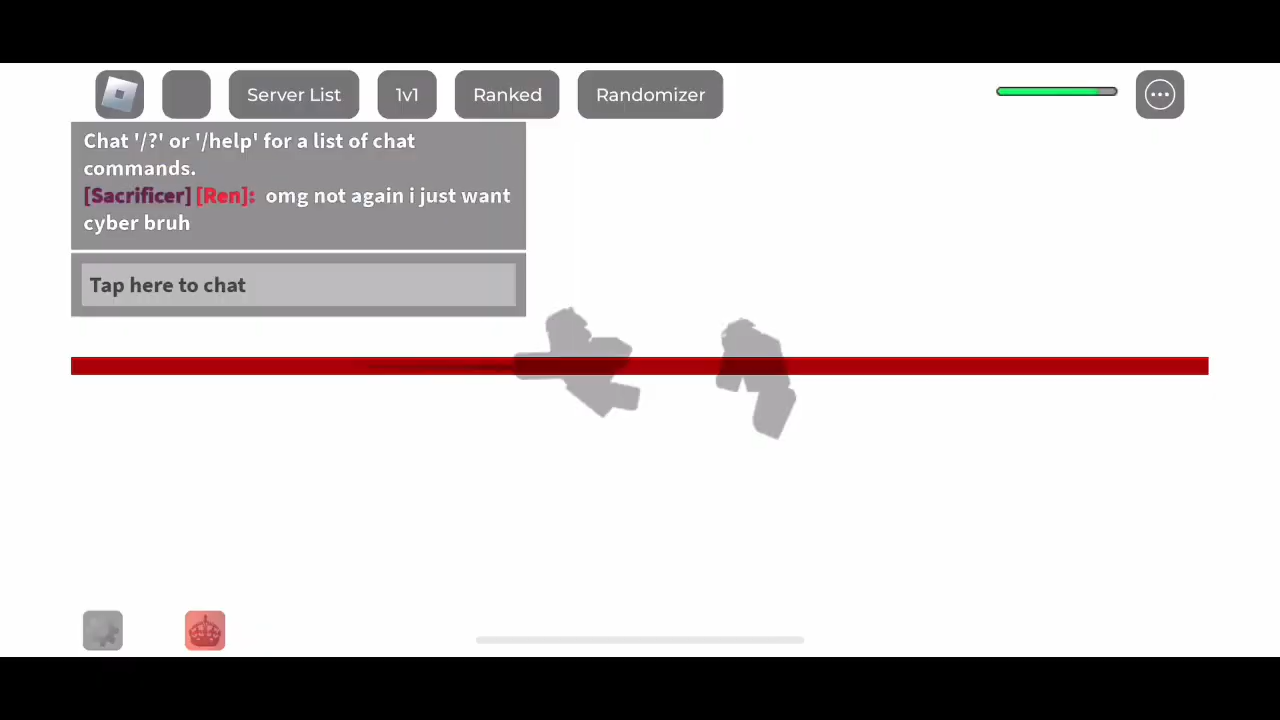 Server List
1v1
Ranked
Randomizer
Chat '/?' or '/help' for a list of chat
commands.
[Sacrificer] [Ren]: omg not again i just want
cyber bruh
Tap here to chat